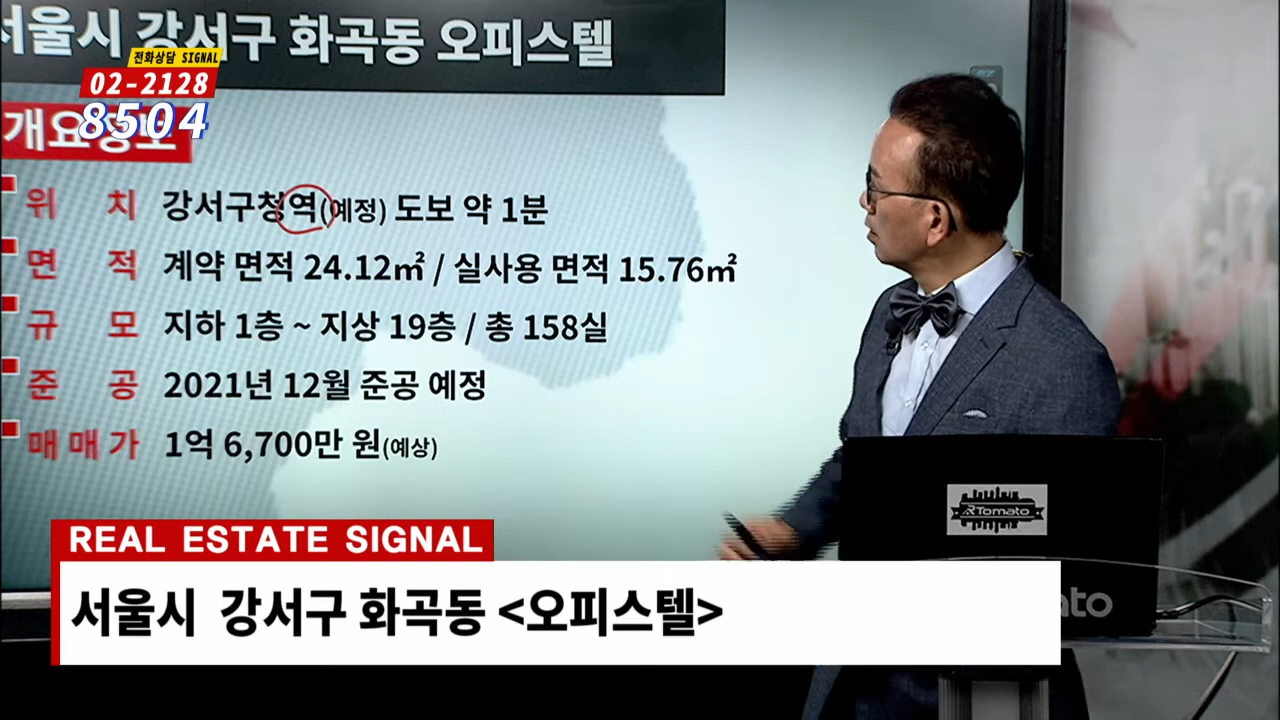 서울시 강서구 화곡동 오피스텔
전화상담 SIGNAL
02-2128
8504
개요정보
위 치 강서구청역(예정) 도보 약 1분
면 적 계약 면적 24.12㎡ / 실사용 면적 15.76㎡
규 모 지하 1층 ~ 지상 19층 / 총 158실
준 공 2021년 12월 준공 예정
매 매 가 1억 6,700만 원(예상)
RTomato
ato
REAL ESTATE SIGNAL
서울시 강서구 화곡동 <오피스텔>